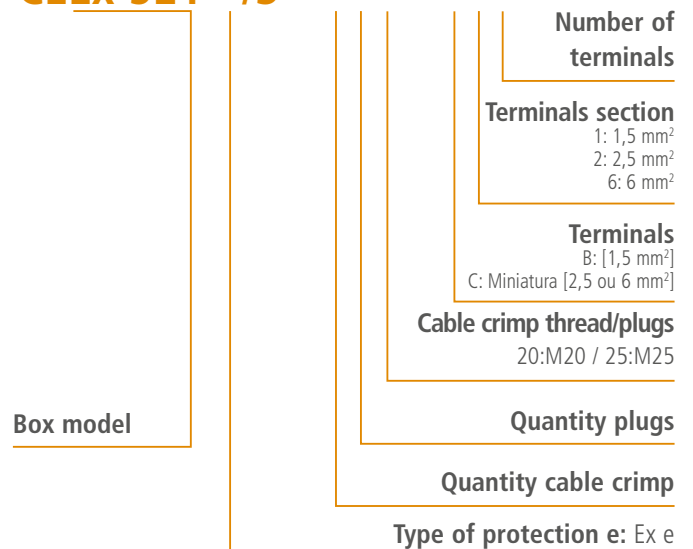 Number of
terminals
Terminals section
1: 1,5 mm²
2: 2,5 mm²
6: 6 mm²
Terminals
B: [1,5 mm²]
C: Miniatura [2,5 ou 6 mm²]
Cable crimp thread/plugs
20:M20 / 25:M25
Box model
Quantity plugs
Quantity cable crimp
Type of protection e: Ex e